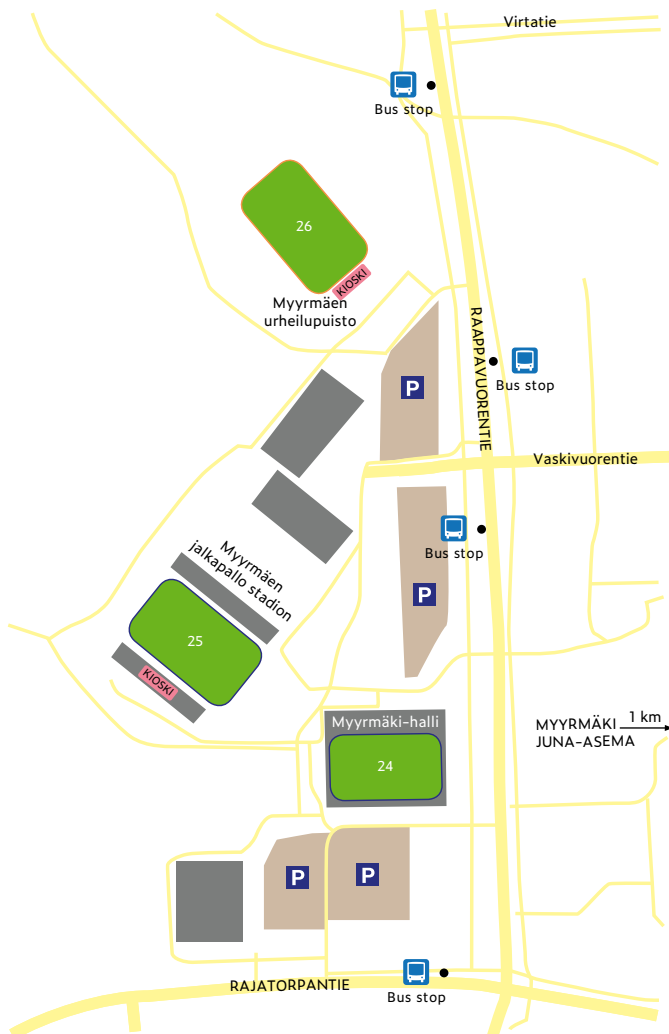 Virtatie
Bus stop
26
KIOSKI
Myyrmäen
urheilupuisto
RAAPPAVUORENTIE
P
Bus stop
Vaskivuorentie
Bus stop
P
Myyrmäen
jalkapallo stadion
25
KIOSKI
Myyrmäki-halli
24
MYYRMÄKI
JUNA-ASEMA
1 km
P
P
RAJATORPANTIE
Bus stop